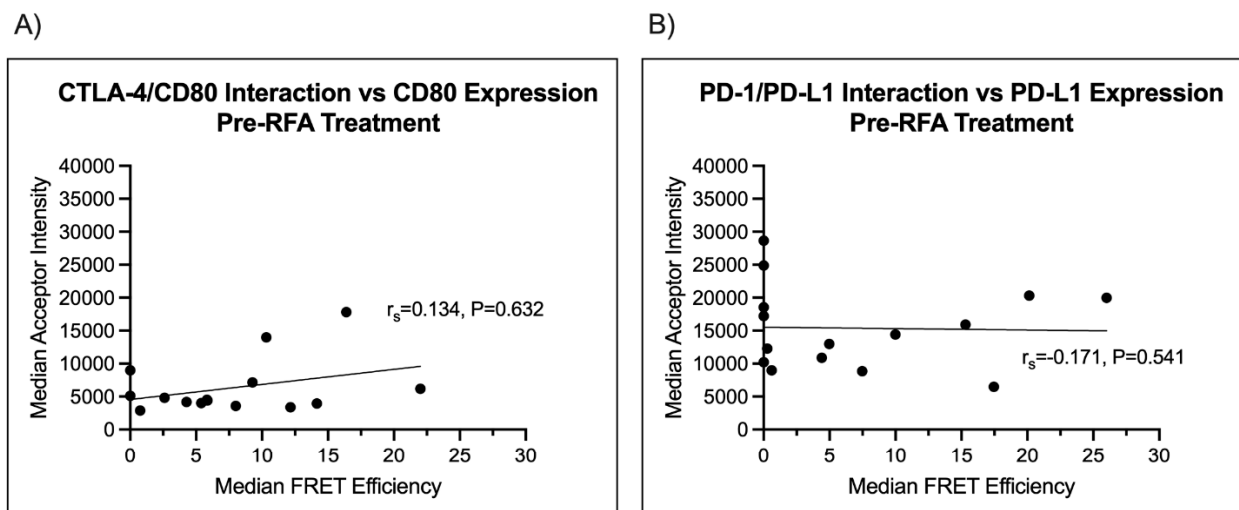 A)
CTLA-4/CD80 Interaction vs CD80 Expression
Pre-RFA Treatment
Median Acceptor Intensity
40000
35000
30000
25000
20000
15000
10000
5000
0
rs=0.134, P=0.632
0 5 10 15 20 25 30
Median FRET Efficiency
B)
PD-1/PD-L1 Interaction vs PD-L1 Expression
Pre-RFA Treatment
Median Acceptor Intensity
40000
35000
30000
25000
20000
15000
10000
5000
0
rs=-0.171, P=0.541
0 5 10 15 20 25 30
Median FRET Efficiency